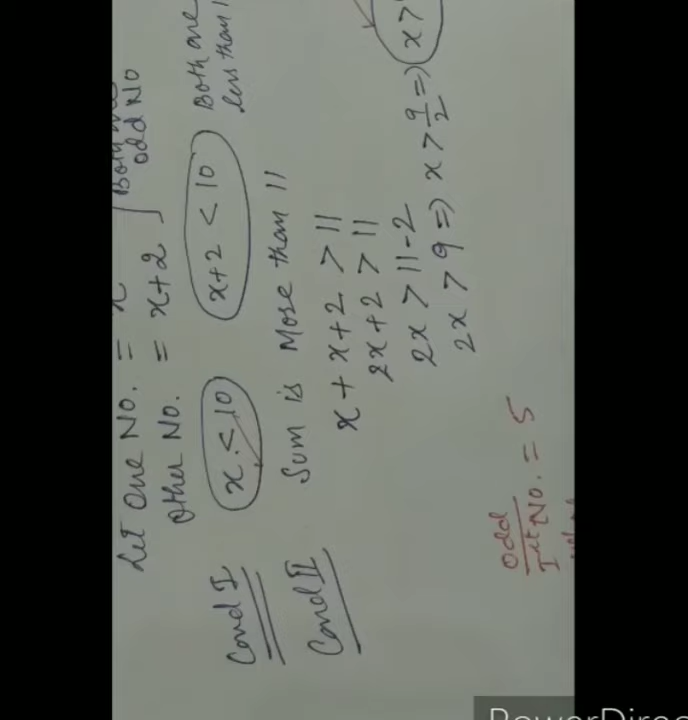 Let One No. = x
Other No. = x+2
odd No
Cond I x < 10 x+2 < 10 Both are
less than
Cond II Sum is More than 11
x + x+2 > 11
2x+2 > 11
2x > 11-2
2x > 9 => x > 9/2 => x >
Odd
Ist No. = 5